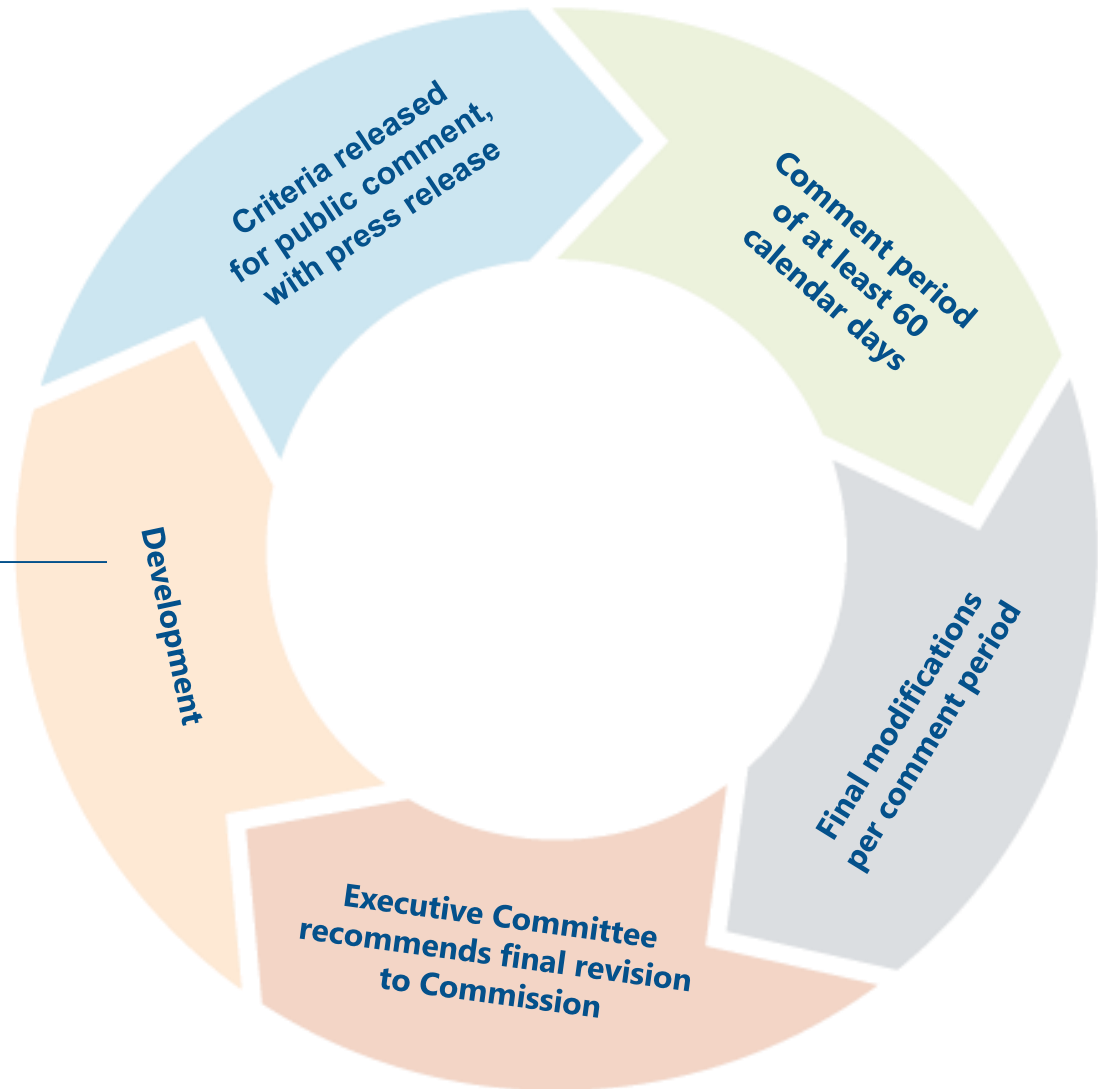 Criteria released
for public comment,
with press release
Comment period
of at least 60
calendar days
Final modifications
per comment period
Executive Committee
recommends final revision
to Commission
Development